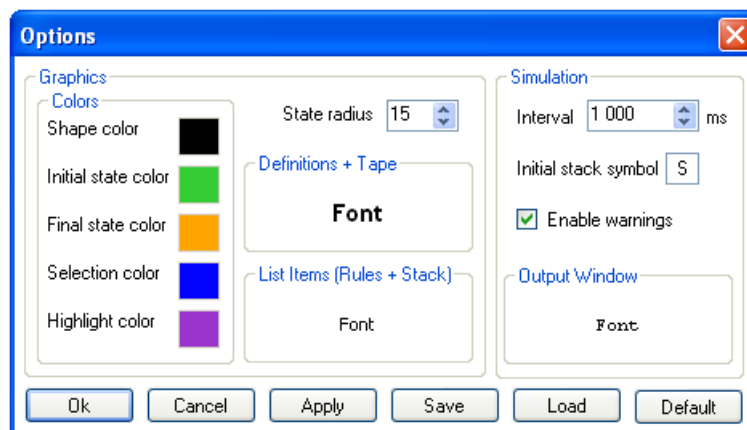 Options
Graphics
Colors
Shape color
Initial state color
Final state color
Selection color
Highlight color
State radius 15
Definitions + Tape
Font
List Items (Rules + Stack)
Font
Simulation
Interval 1 000 ms
Initial stack symbol S
Enable warnings
Output Window
Font
Ok Cancel Apply Save Load Default